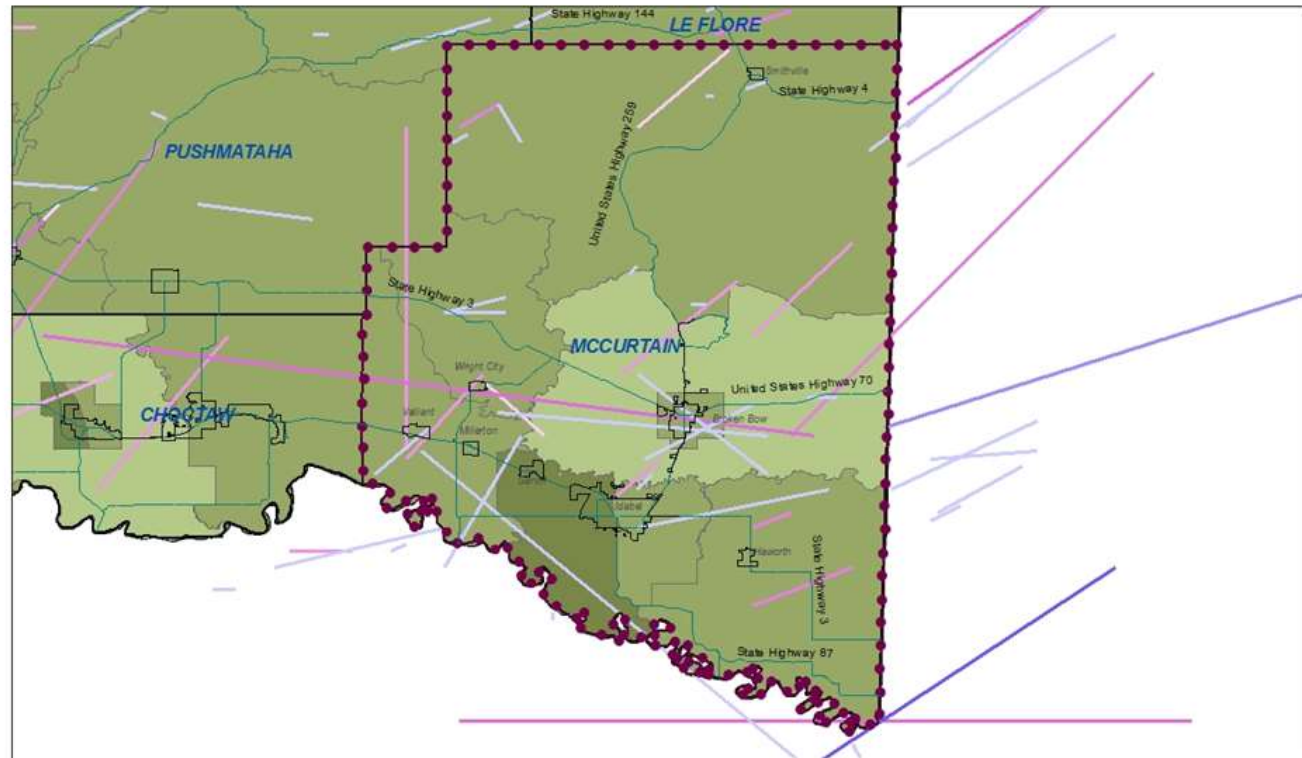 State Highway 144
LE FLORE
Smithville
State Highway 4
United States Highway 259
PUSHMATAHA
State Highway 3
MCCURTAIN
Wright City
United States Highway 70
CHOCTAW
Valliant
Broken Bow
Millerton
Idabel
Haworth
State Highway 3
State Highway 87